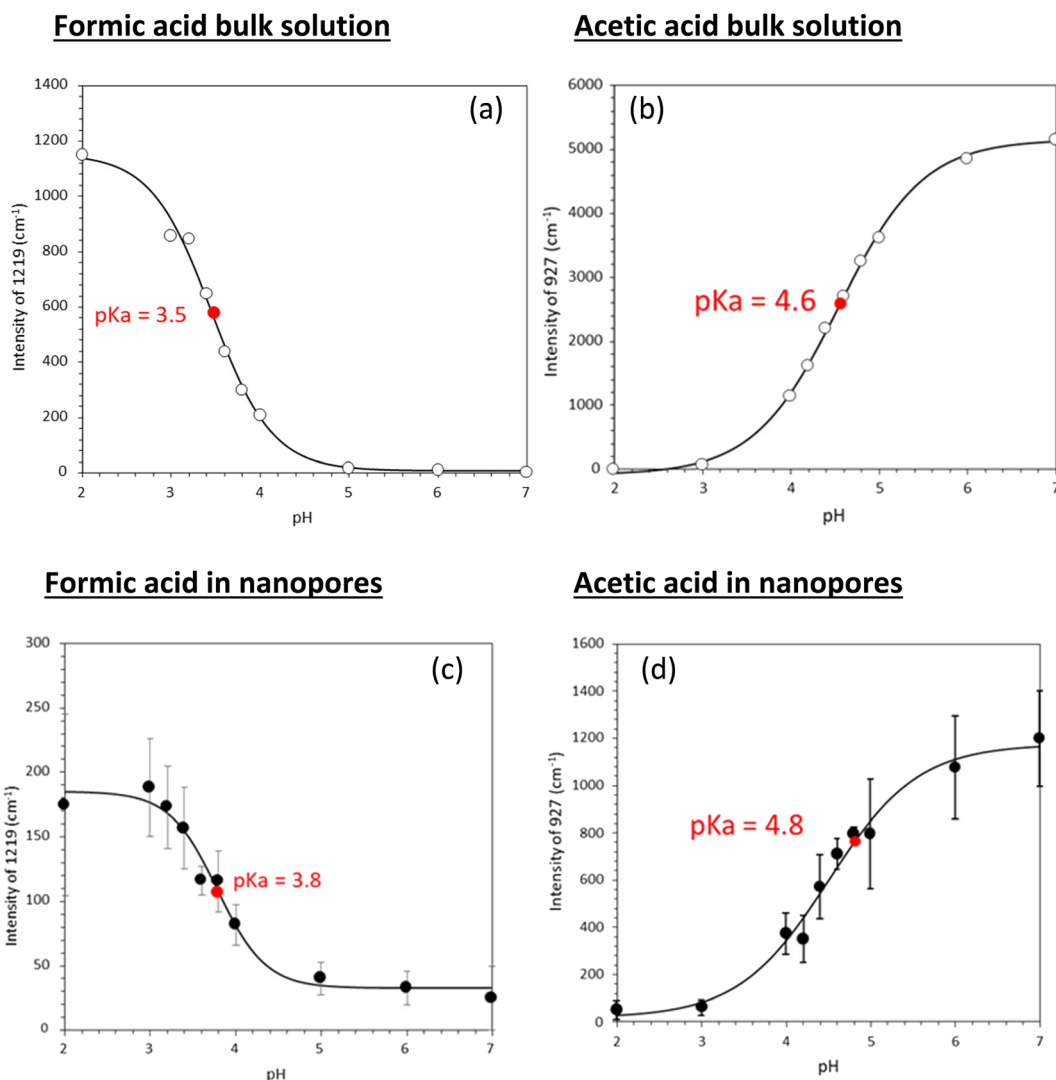 Formic acid bulk solution
Acetic acid bulk solution
(a)
1400
1200
1000
800
600
400
200
0
2 3 4 5 6 7
pH
Intensity of 1219 (cm-1)
pKa = 3.5
(b)
6000
5000
4000
3000
2000
1000
0
2 3 4 5 6 7
pH
Intensity of 927 (cm-1)
pKa = 4.6
Formic acid in nanopores
Acetic acid in nanopores
(c)
300
250
200
150
100
50
0
2 3 4 5 6 7
pH
Intensity of 1219 (cm-1)
pKa = 3.8
(d)
1600
1400
1200
1000
800
600
400
200
0
2 3 4 5 6 7
pH
Intensity of 927 (cm-1)
pKa = 4.8